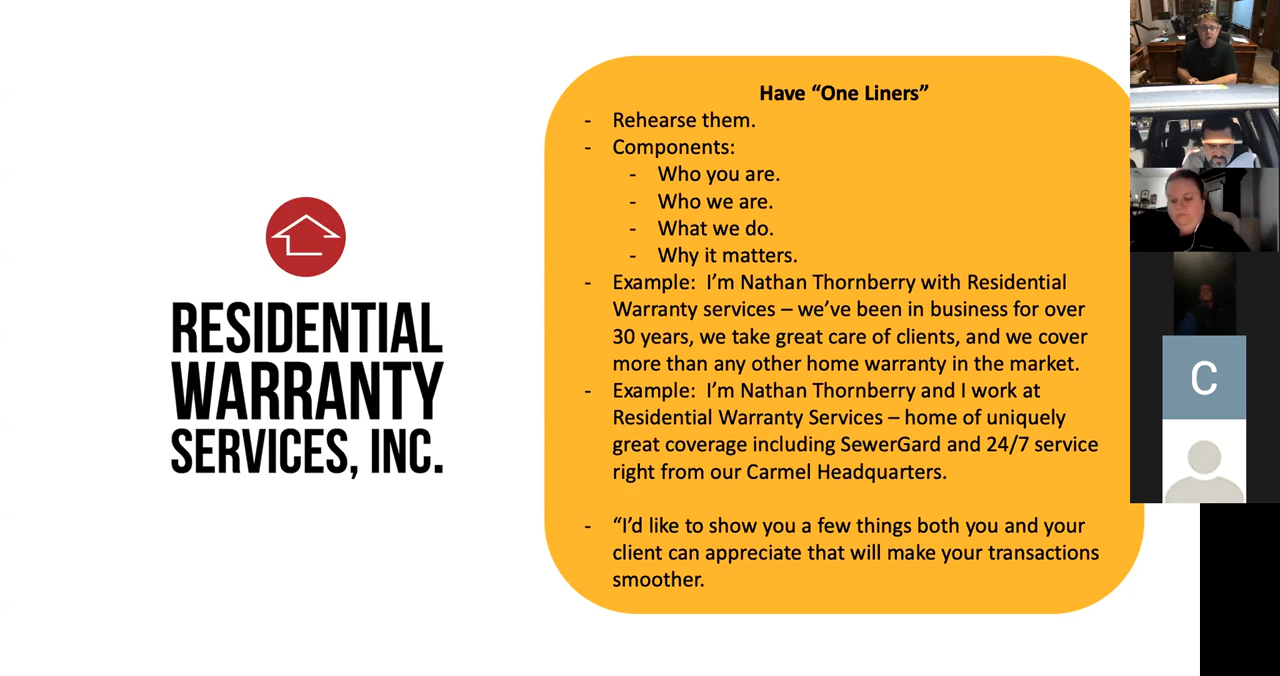 RESIDENTIAL
WARRANTY
SERVICES, INC.
Have “One Liners”
- Rehearse them.
- Components:
- Who you are.
- Who we are.
- What we do.
- Why it matters.
- Example:  I’m Nathan Thornberry with Residential
Warranty services – we’ve been in business for over
30 years, we take great care of clients, and we cover
more than any other home warranty in the market.
- Example:  I’m Nathan Thornberry and I work at
Residential Warranty Services – home of uniquely
great coverage including SewerGard and 24/7 service
right from our Carmel Headquarters.
- “I’d like to show you a few things both you and your
client can appreciate that will make your transactions
smoother.
C